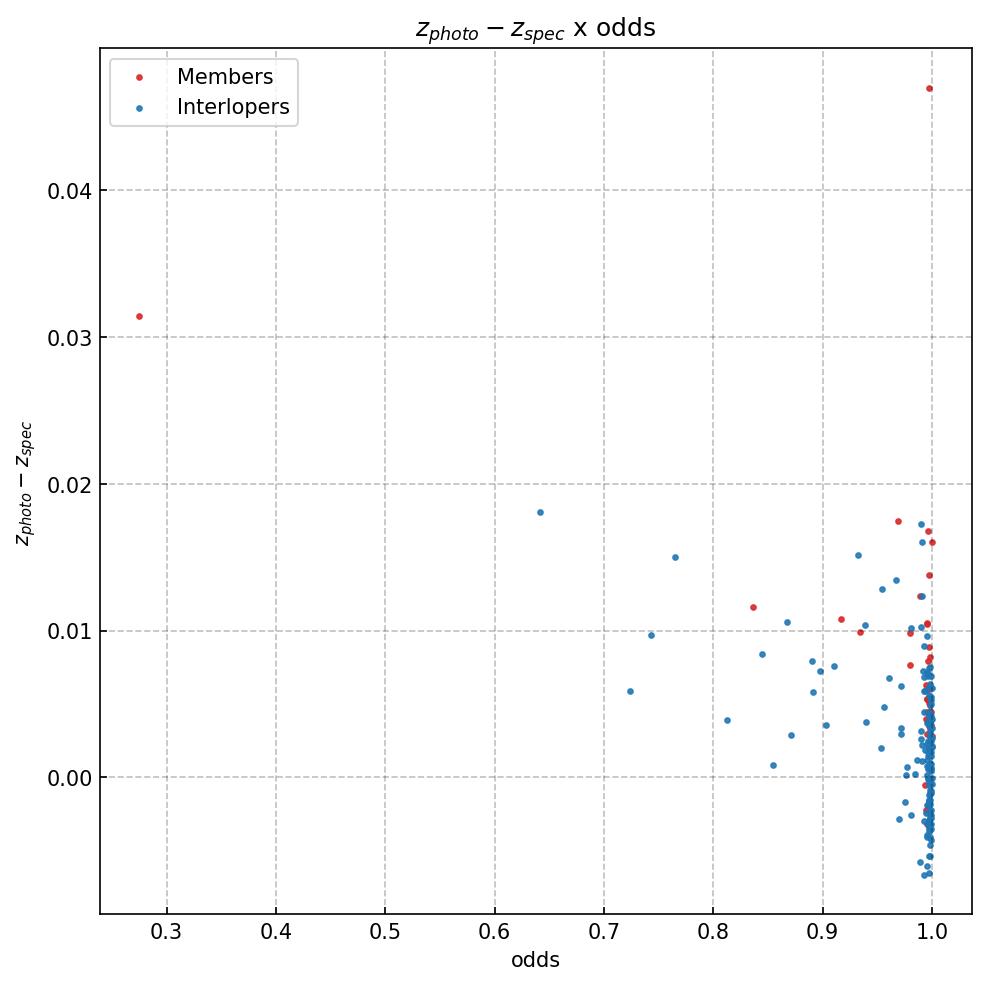 z_photo − z_spec x odds
Members
Interlopers
0.04
0.03
0.02
0.01
0.00
z_photo − z_spec
0.3 0.4 0.5 0.6 0.7 0.8 0.9 1.0
odds